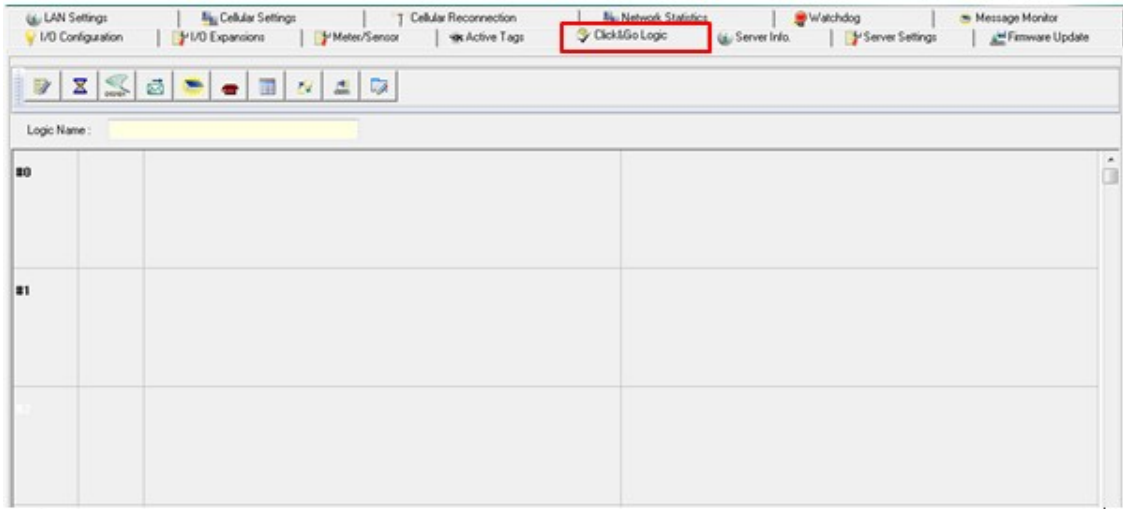 LAN Settings Cellular Settings Cellular Reconnection Network Statistics Watchdog Message Monitor
I/O Configuration I/O Expansions Meter/Sensor Active Tags Click&Go Logic Server Info. Server Settings Firmware Update
Logic Name :
#0
#1
#2